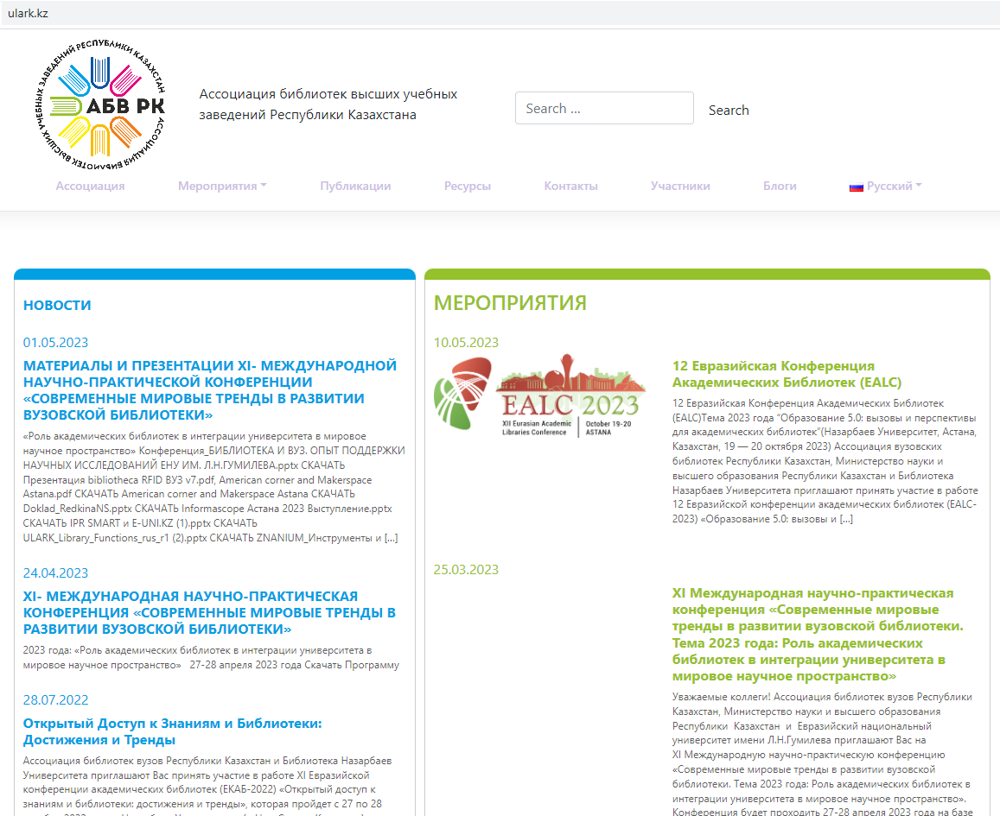 ulark.kz
АССОЦИАЦИЯ БИБЛИОТЕК ВЫСШИХ УЧЕБНЫХ ЗАВЕДЕНИЙ РЕСПУБЛИКИ КАЗАХСТАН
АБВ РК
Ассоциация библиотек высших учебных
заведений Республики Казахстана
Search ...
Search
Ассоциация
Мероприятия
Публикации
Ресурсы
Контакты
Участники
Блоги
Русский
НОВОСТИ
01.05.2023
МАТЕРИАЛЫ И ПРЕЗЕНТАЦИИ XI- МЕЖДУНАРОДНОЙ
НАУЧНО-ПРАКТИЧЕСКОЙ КОНФЕРЕНЦИИ
«СОВРЕМЕННЫЕ МИРОВЫЕ ТРЕНДЫ В РАЗВИТИИ
ВУЗОВСКОЙ БИБЛИОТЕКИ»
«Роль академических библиотек в интеграции университета в мировое
научное пространство» Конференция_БИБЛИОТЕКА И ВУЗ. ОПЫТ ПОДДЕРЖКИ
НАУЧНЫХ ИССЛЕДОВАНИЙ ЕНУ ИМ. Л.Н.ГУМИЛЕВА.pptx СКАЧАТЬ
Презентация bibliotheca RFID ВУЗ v7.pdf, American corner and Makerspace
Astana.pdf СКАЧАТЬ American corner and Makerspace Astana СКАЧАТЬ
Doklad_RedkinaNS.pptx СКАЧАТЬ Informascope Астана 2023 Выступление.pptx
СКАЧАТЬ IPR SMART и E-UNI.KZ (1).pptx СКАЧАТЬ
ULARK_Library_Functions_rus_r1 (2).pptx СКАЧАТЬ ZNANIUM_Инструменты и [...]
24.04.2023
XI- МЕЖДУНАРОДНАЯ НАУЧНО-ПРАКТИЧЕСКАЯ
КОНФЕРЕНЦИЯ «СОВРЕМЕННЫЕ МИРОВЫЕ ТРЕНДЫ В
РАЗВИТИИ ВУЗОВСКОЙ БИБЛИОТЕКИ»
2023 года: «Роль академических библиотек в интеграции университета в
мировое научное пространство» 27-28 апреля 2023 года Скачать Программу
28.07.2022
Открытый Доступ к Знаниям и Библиотеки:
Достижения и Тренды
Ассоциация библиотек вузов Республики Казахстан и Библиотека Назарбаев
Университета приглашают Вас принять участие в работе XI Евразийской
конференции академических библиотек (ЕКАБ-2022) «Открытый доступ к
знаниям и библиотеки: достижения и тренды», которая пройдет с 27 по 28
МЕРОПРИЯТИЯ
10.05.2023
EALC 2023
XII Eurasian Academic
Libraries Conference
October 19-20
ASTANA
12 Евразийская Конференция
Академических Библиотек (EALC)
12 Евразийская Конференция Академических Библиотек
(EALC)Тема 2023 года “Образование 5.0: вызовы и перспективы
для академических библиотек”(Назарбаев Университет, Астана,
Казахстан, 19 — 20 октября 2023) Ассоциация вузовских
библиотек Республики Казахстан, Министерство науки и
высшего образования Республики Казахстан и Библиотека
Назарбаев Университета приглашают принять участие в работе
12 Евразийской конференции академических библиотек (EALC-
2023) «Образование 5.0: вызовы и [...]
25.03.2023
XI Международная научно-практическая
конференция «Современные мировые
тренды в развитии вузовской библиотеки.
Тема 2023 года: Роль академических
библиотек в интеграции университета в
мировое научное пространство»
Уважаемые коллеги! Ассоциация библиотек вузов Республики
Казахстан, Министерство науки и высшего образования
Республики Казахстан и Евразийский национальный
университет имени Л.Н.Гумилева приглашают Вас на
XI Международную научно-практическую конференцию
«Современные мировые тренды в развитии вузовской
библиотеки. Тема 2023 года: Роль академических библиотек в
интеграции университета в мировое научное пространство».
Конференция будет проходить 27-28 апреля 2023 года на базе